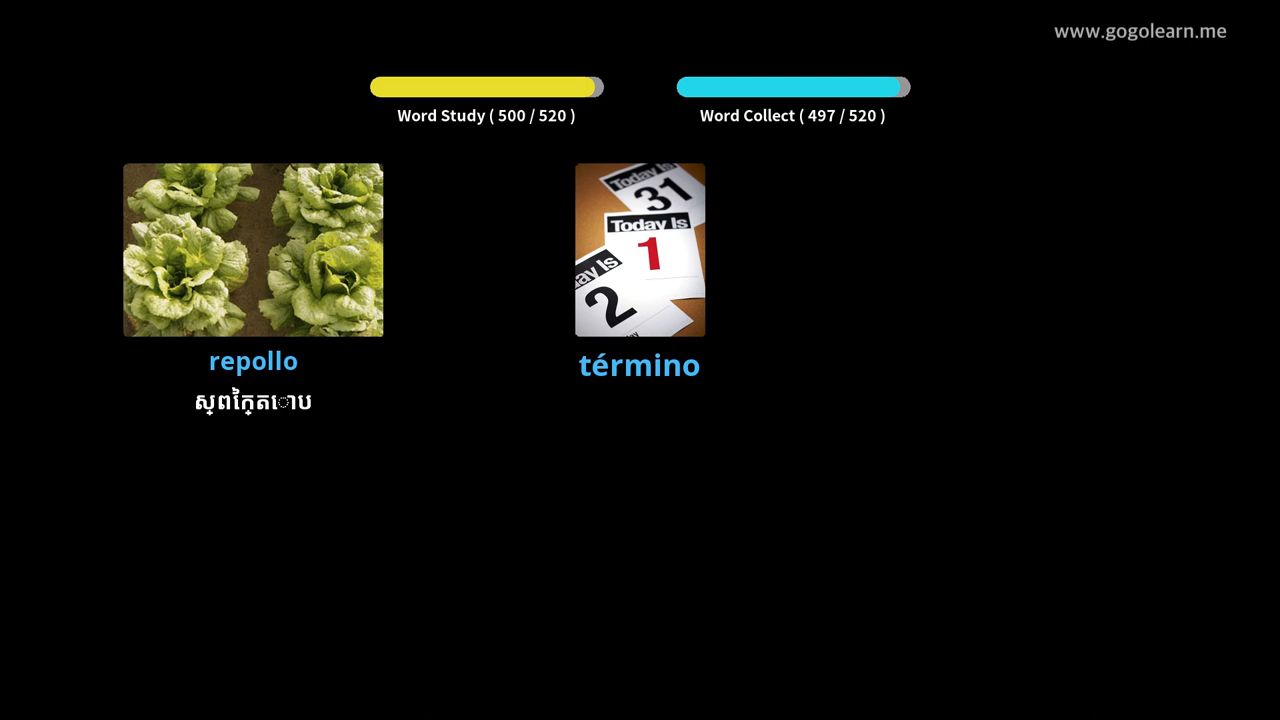 www.gogolearn.me
Word Study ( 500 / 520 )
Word Collect ( 497 / 520 )
Today Is
31
Today Is
1
ay Is
2
repollo
ស្ពក្តៃោប
término